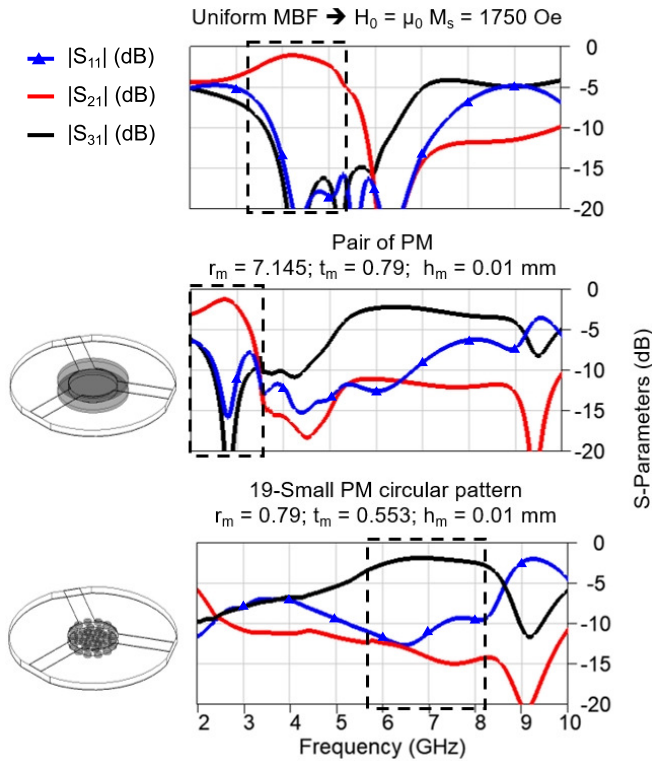 Uniform MBF ➔ H₀ = μ₀ Mₛ = 1750 Oe
|S₁₁| (dB)
|S₂₁| (dB)
|S₃₁| (dB)
0
-5
-10
-15
-20
Pair of PM
rₘ = 7.145; tₘ = 0.79; hₘ = 0.01 mm
0
-5
-10
-15
-20
S-Parameters (dB)
19-Small PM circular pattern
rₘ = 0.79; tₘ = 0.553; hₘ = 0.01 mm
0
-5
-10
-15
-20
2 3 4 5 6 7 8 9 10
Frequency (GHz)